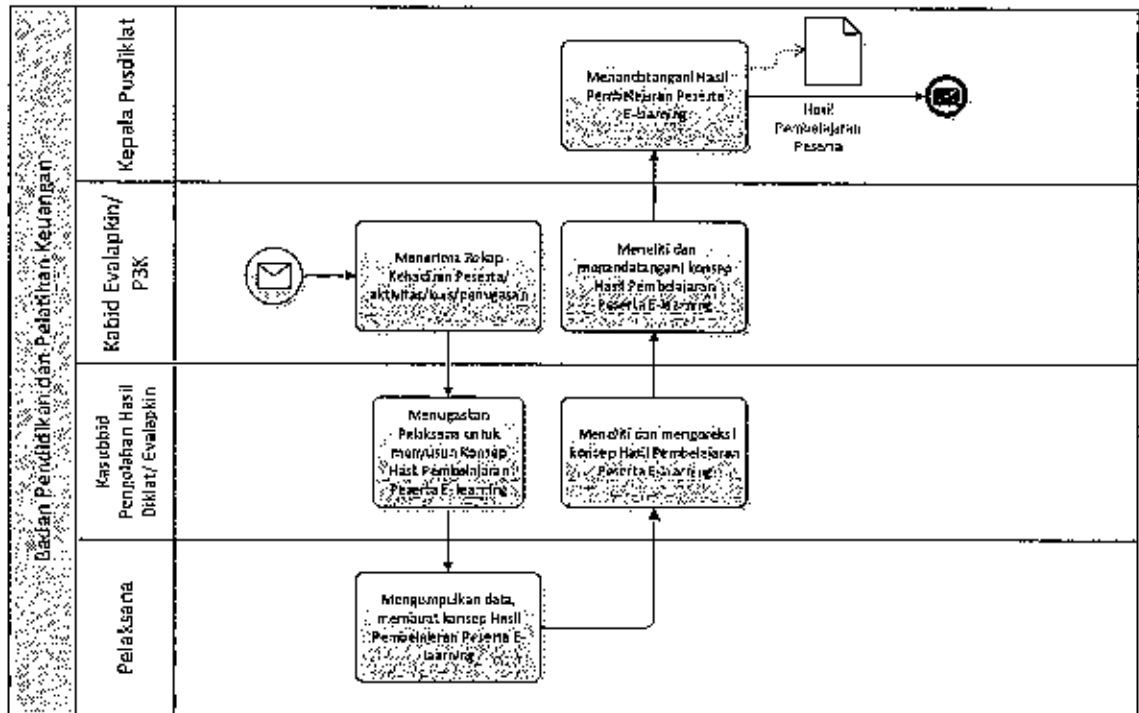 Badan Pendidikan dan Pelatihan Keuangan
Kepala Pusdiklat
Menandatangani Hasil
Pembelajaran Peserta
E-learning
Hasil
Pembelajaran
Peserta
Kabid Evalapkin/
P3K
Menerima Rekap
Kehadiran Peserta/
aktivitas/kuis/penugasan
Meneliti dan
menandatangani konsep
Hasil Pembelajaran
Peserta E-learning
Kasubbid
Pengolahan Hasil
Diklat/ Evalapkin
Menugaskan
Pelaksana untuk
menyusun Konsep
Hasil Pembelajaran
Peserta E-learning
Meneliti dan mengoreksi
konsep Hasil Pembelajaran
Peserta E-learning
Pelaksana
Mengumpulkan data,
membuat konsep Hasil
Pembelajaran Peserta E-
learning